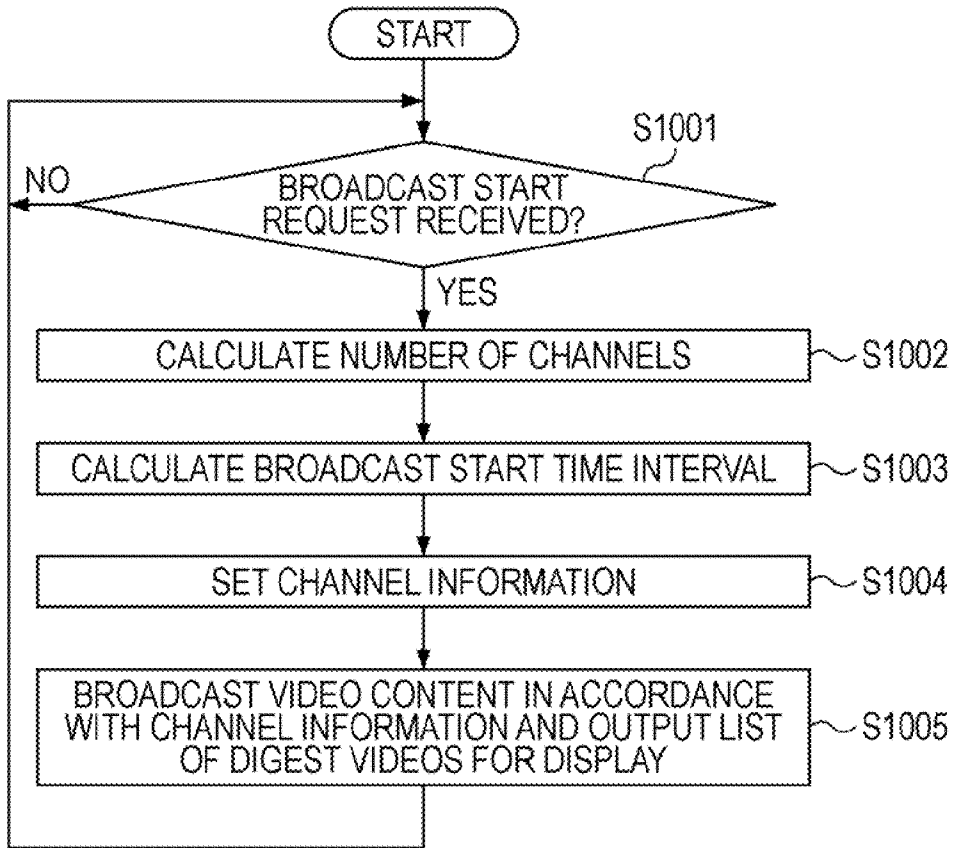 START
S1001
NO
BROADCAST START
REQUEST RECEIVED?
YES
CALCULATE NUMBER OF CHANNELS
S1002
CALCULATE BROADCAST START TIME INTERVAL
S1003
SET CHANNEL INFORMATION
S1004
BROADCAST VIDEO CONTENT IN ACCORDANCE
WITH CHANNEL INFORMATION AND OUTPUT LIST
OF DIGEST VIDEOS FOR DISPLAY
S1005